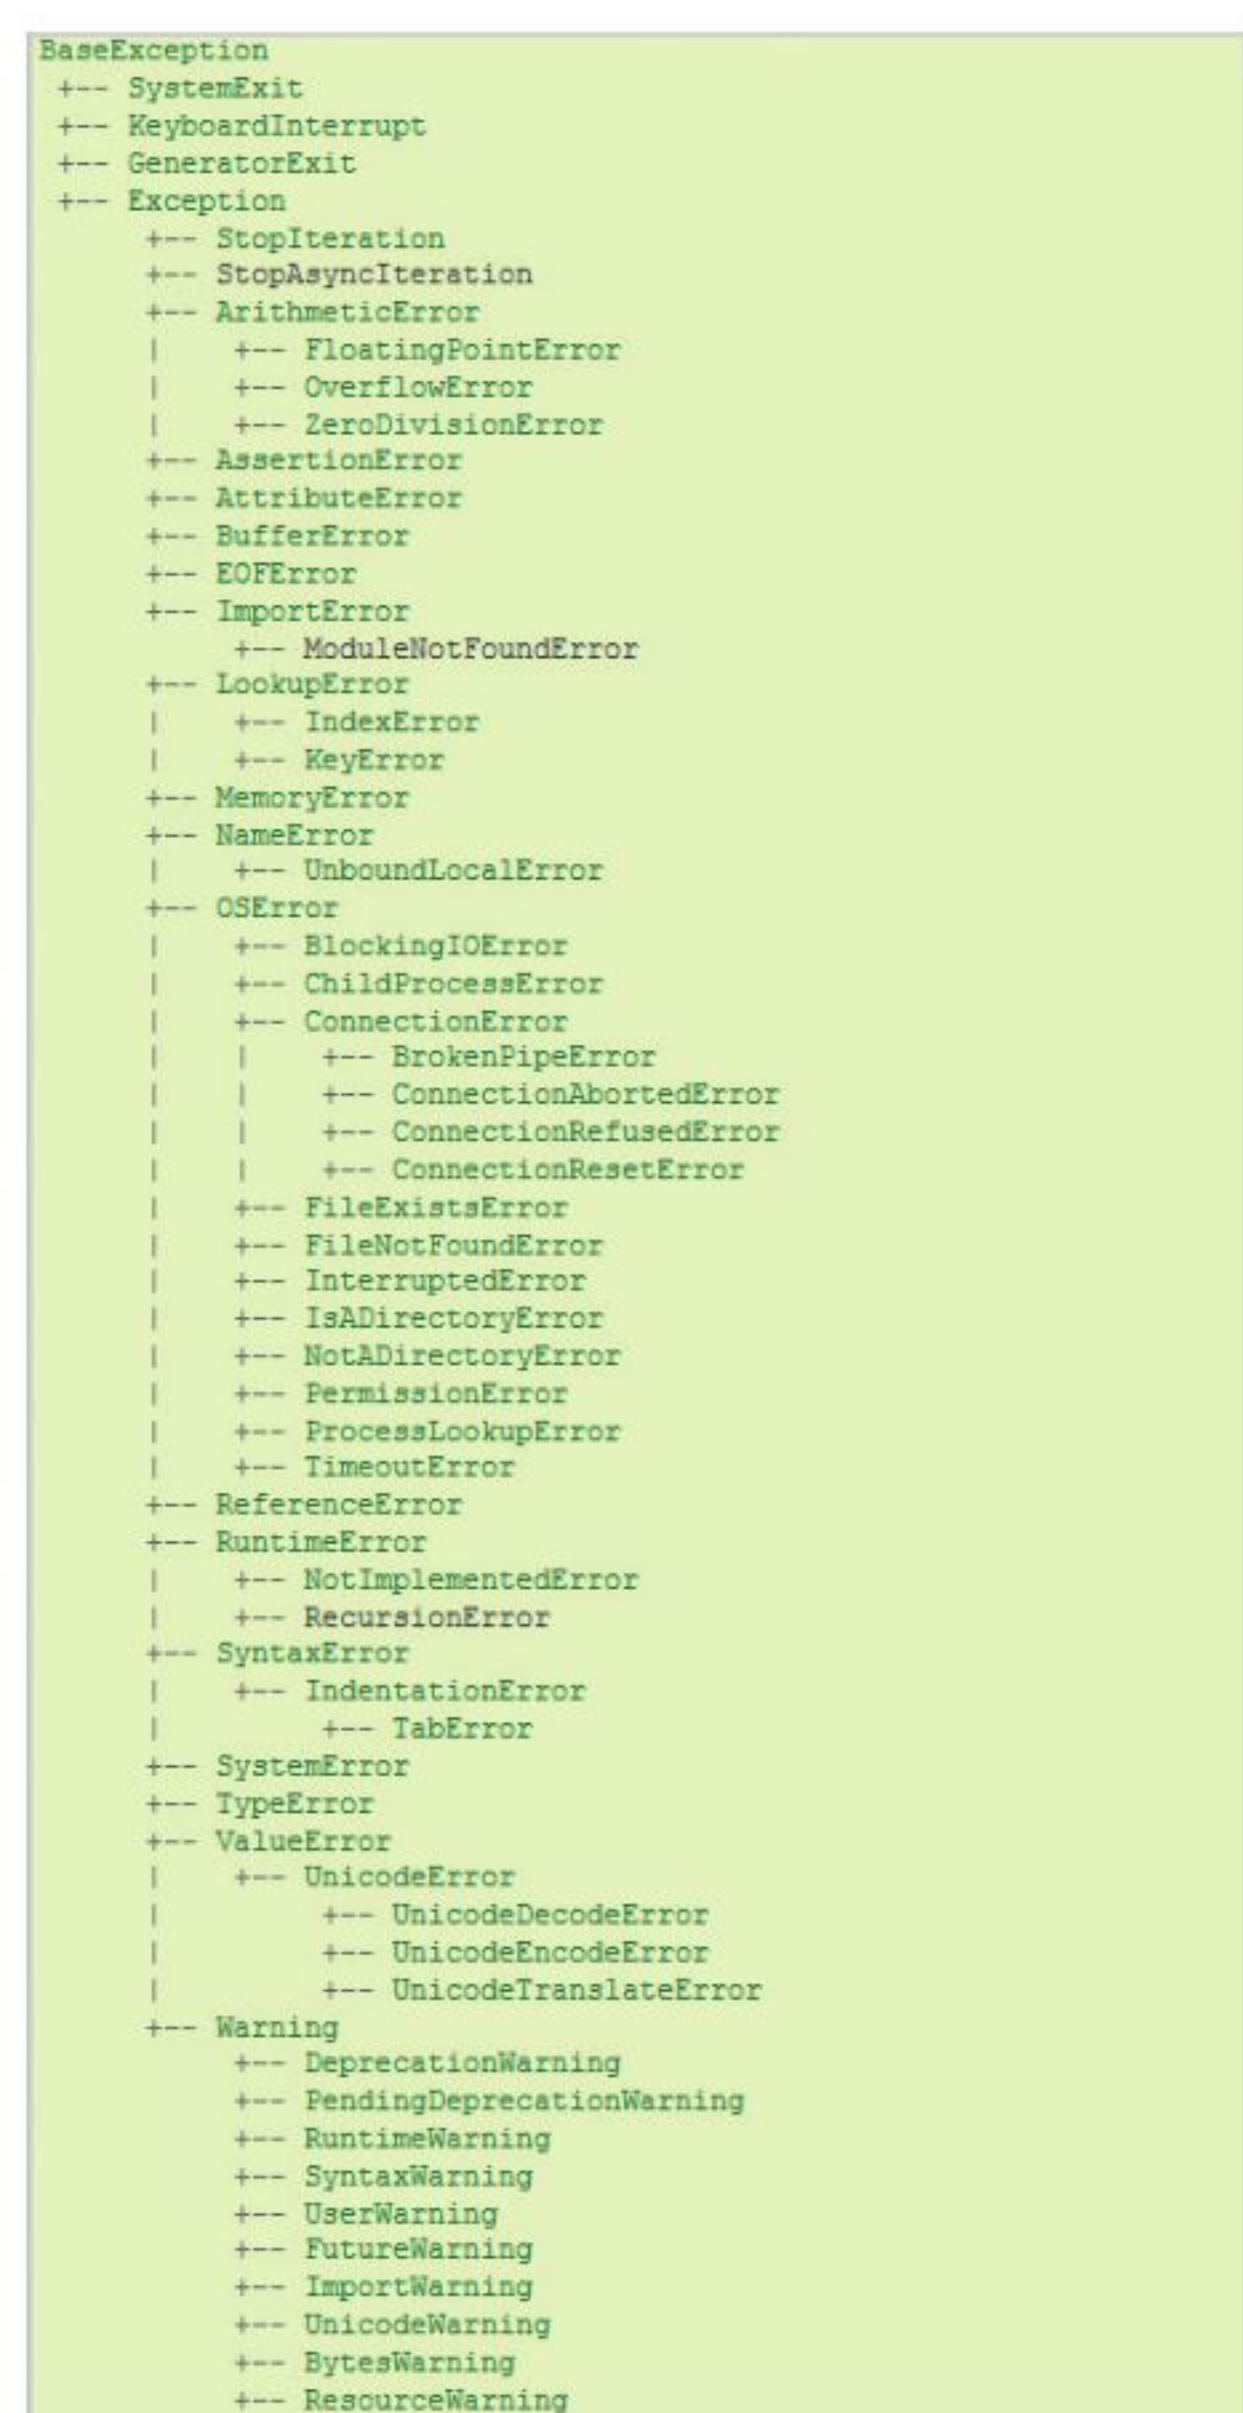 BaseException
 +-- SystemExit
 +-- KeyboardInterrupt
 +-- GeneratorExit
 +-- Exception
      +-- StopIteration
      +-- StopAsyncIteration
      +-- ArithmeticError
      |    +-- FloatingPointError
      |    +-- OverflowError
      |    +-- ZeroDivisionError
      +-- AssertionError
      +-- AttributeError
      +-- BufferError
      +-- EOFError
      +-- ImportError
           +-- ModuleNotFoundError
      +-- LookupError
      |    +-- IndexError
      |    +-- KeyError
      +-- MemoryError
      +-- NameError
      |    +-- UnboundLocalError
      +-- OSError
      |    +-- BlockingIOError
      |    +-- ChildProcessError
      |    +-- ConnectionError
      |    |    +-- BrokenPipeError
      |    |    +-- ConnectionAbortedError
      |    |    +-- ConnectionRefusedError
      |    |    +-- ConnectionResetError
      |    +-- FileExistsError
      |    +-- FileNotFoundError
      |    +-- InterruptedError
      |    +-- IsADirectoryError
      |    +-- NotADirectoryError
      |    +-- PermissionError
      |    +-- ProcessLookupError
      |    +-- TimeoutError
      +-- ReferenceError
      +-- RuntimeError
      |    +-- NotImplementedError
      |    +-- RecursionError
      +-- SyntaxError
      |    +-- IndentationError
      |         +-- TabError
      +-- SystemError
      +-- TypeError
      +-- ValueError
      |    +-- UnicodeError
      |         +-- UnicodeDecodeError
      |         +-- UnicodeEncodeError
      |         +-- UnicodeTranslateError
      +-- Warning
           +-- DeprecationWarning
           +-- PendingDeprecationWarning
           +-- RuntimeWarning
           +-- SyntaxWarning
           +-- UserWarning
           +-- FutureWarning
           +-- ImportWarning
           +-- UnicodeWarning
           +-- BytesWarning
           +-- ResourceWarning